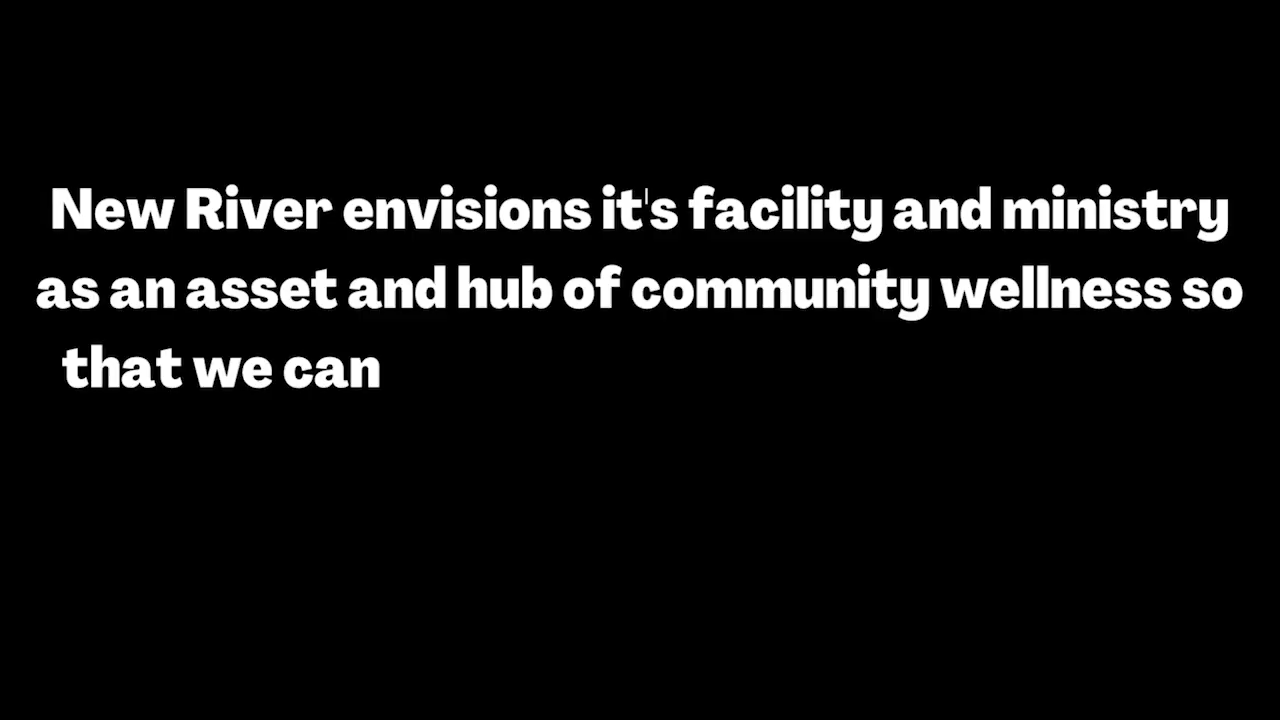 New River envisions it's facility and ministry
as an asset and hub of community wellness so
that we can